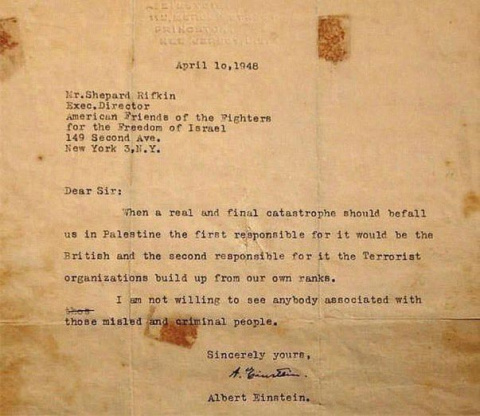 April 10,1948
Mr.Shepard Rifkin
Exec.Director
American Friends of the Fighters
for the Freedom of Israel
149 Second Ave.
New York 3,N.Y.
Dear Sir:
When a real and final catastrophe should befall
us in Palestine the first responsible for it would be the
British and the second responsible for it the Terrorist
organizations build up from our own ranks.
I am not willing to see anybody associated with
those misled and criminal people.
Sincerely yours,
A. Einstein.
Albert Einstein.